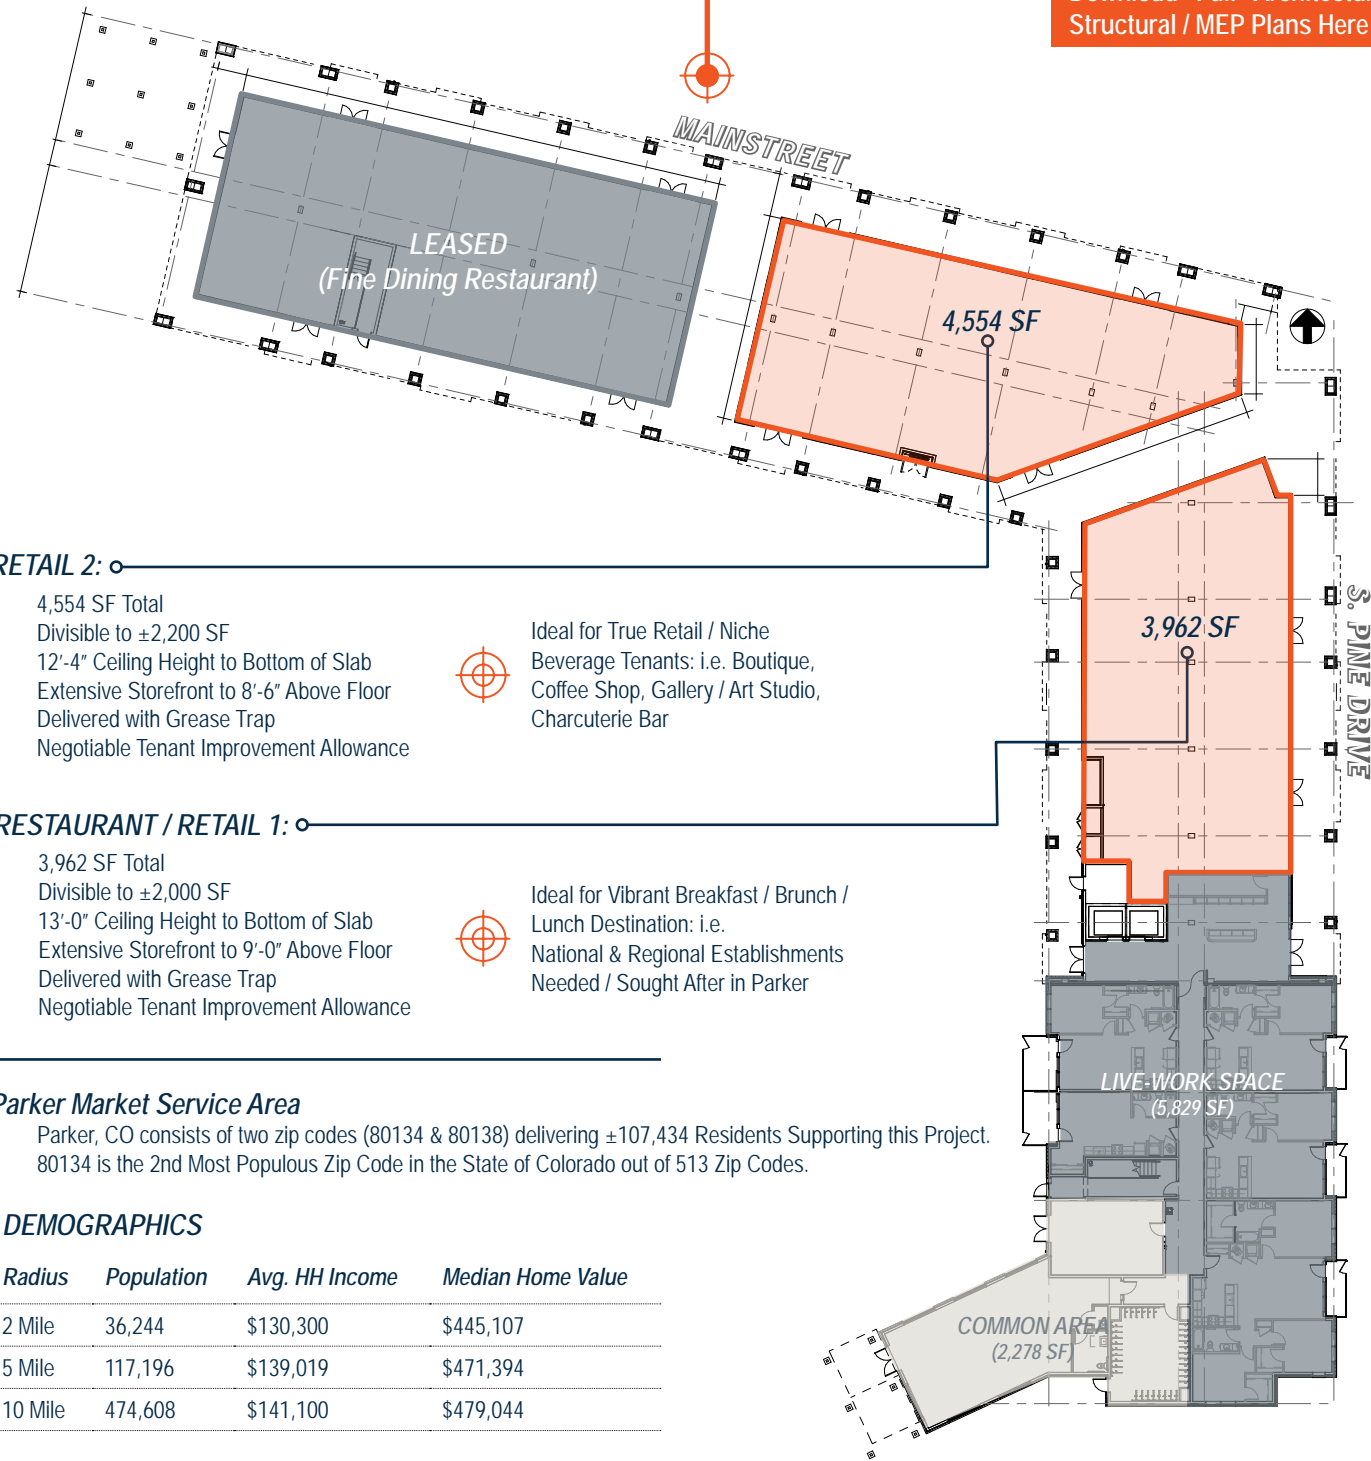 Structural / MEP Plans Here
MAINSTREET
LEASED
(Fine Dining Restaurant)
4,554 SF
RETAIL 2:
4,554 SF Total
Divisible to ±2,200 SF
12'-4" Ceiling Height to Bottom of Slab
Extensive Storefront to 8'-6" Above Floor
Delivered with Grease Trap
Negotiable Tenant Improvement Allowance
Ideal for True Retail / Niche
Beverage Tenants: i.e. Boutique,
Coffee Shop, Gallery / Art Studio,
Charcuterie Bar
3,962 SF
S. PINE DRIVE
RESTAURANT / RETAIL 1:
3,962 SF Total
Divisible to ±2,000 SF
13'-0" Ceiling Height to Bottom of Slab
Extensive Storefront to 9'-0" Above Floor
Delivered with Grease Trap
Negotiable Tenant Improvement Allowance
Ideal for Vibrant Breakfast / Brunch /
Lunch Destination: i.e.
National & Regional Establishments
Needed / Sought After in Parker
LIVE-WORK SPACE
(5,829 SF)
Parker Market Service Area
Parker, CO consists of two zip codes (80134 & 80138) delivering ±107,434 Residents Supporting this Project.
80134 is the 2nd Most Populous Zip Code in the State of Colorado out of 513 Zip Codes.
DEMOGRAPHICS
Radius Population Avg. HH Income Median Home Value
2 Mile 36,244 $130,300 $445,107
5 Mile 117,196 $139,019 $471,394
10 Mile 474,608 $141,100 $479,044
COMMON AREA
(2,278 SF)